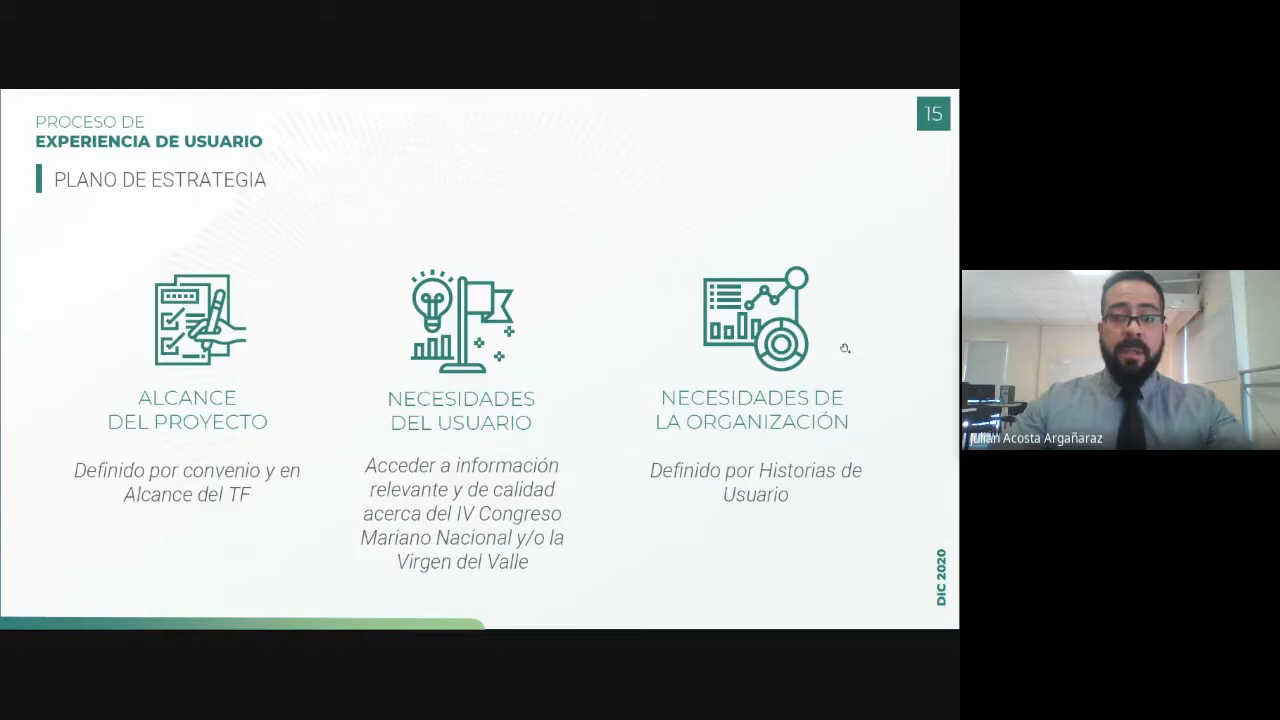 PROCESO DE
EXPERIENCIA DE USUARIO
15
PLANO DE ESTRATEGIA
ALCANCE
DEL PROYECTO
Definido por convenio y en
Alcance del TF
NECESIDADES
DEL USUARIO
Acceder a información
relevante y de calidad
acerca del IV Congreso
Mariano Nacional y/o la
Virgen del Valle
NECESIDADES DE
LA ORGANIZACIÓN
Definido por Historias de
Usuario
DIC 2020
Julián Acosta Argañaraz